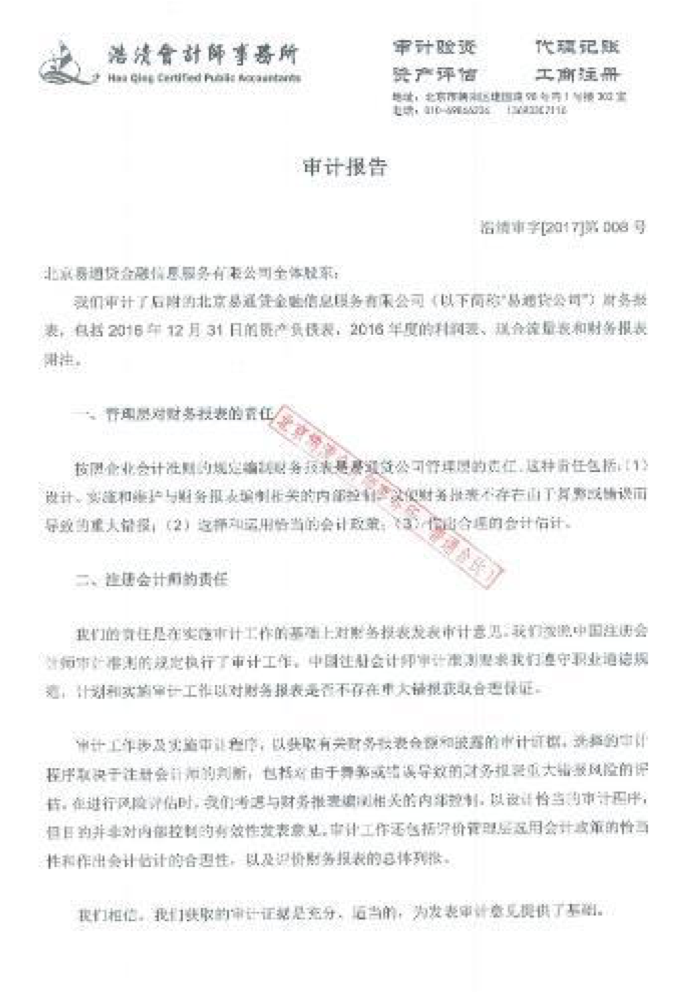 浩清會計師事務所
Hao Qing Certified Public Accountants
审计验资 代理记账
资产评估 工商注册
审计报告
浩清审字[2017]第 008 号
北京易通贷金融信息服务有限公司全体股东：
我们审计了后附的北京易通贷金融信息服务有限公司（以下简称“易通贷公司”）财务报
表，包括 2016 年 12 月 31 日的资产负债表，2016 年度的利润表、现金流量表和财务报表
附注。
一、管理层对财务报表的责任
按照企业会计准则的规定编制财务报表是易通贷公司管理层的责任。这种责任包括：（1）
设计、实施和维护与财务报表编制相关的内部控制，以使财务报表不存在由于舞弊或错误而
导致的重大错报；（2）选择和运用恰当的会计政策；（3）作出合理的会计估计。
二、注册会计师的责任
我们的责任是在实施审计工作的基础上对财务报表发表审计意见。我们按照中国注册会
计师审计准则的规定执行了审计工作。中国注册会计师审计准则要求我们遵守职业道德规
范，计划和实施审计工作以对财务报表是否不存在重大错报获取合理保证。
审计工作涉及实施审计程序，以获取有关财务报表金额和披露的审计证据。选择的审计
程序取决于注册会计师的判断，包括对由于舞弊或错误导致的财务报表重大错报风险的评
估。在进行风险评估时，我们考虑与财务报表编制相关的内部控制，以设计恰当的审计程序，
但目的并非对内部控制的有效性发表意见。审计工作还包括评价管理层选用会计政策的恰当
性和作出会计估计的合理性，以及评价财务报表的总体列报。
我们相信，我们获取的审计证据是充分、适当的，为发表审计意见提供了基础。